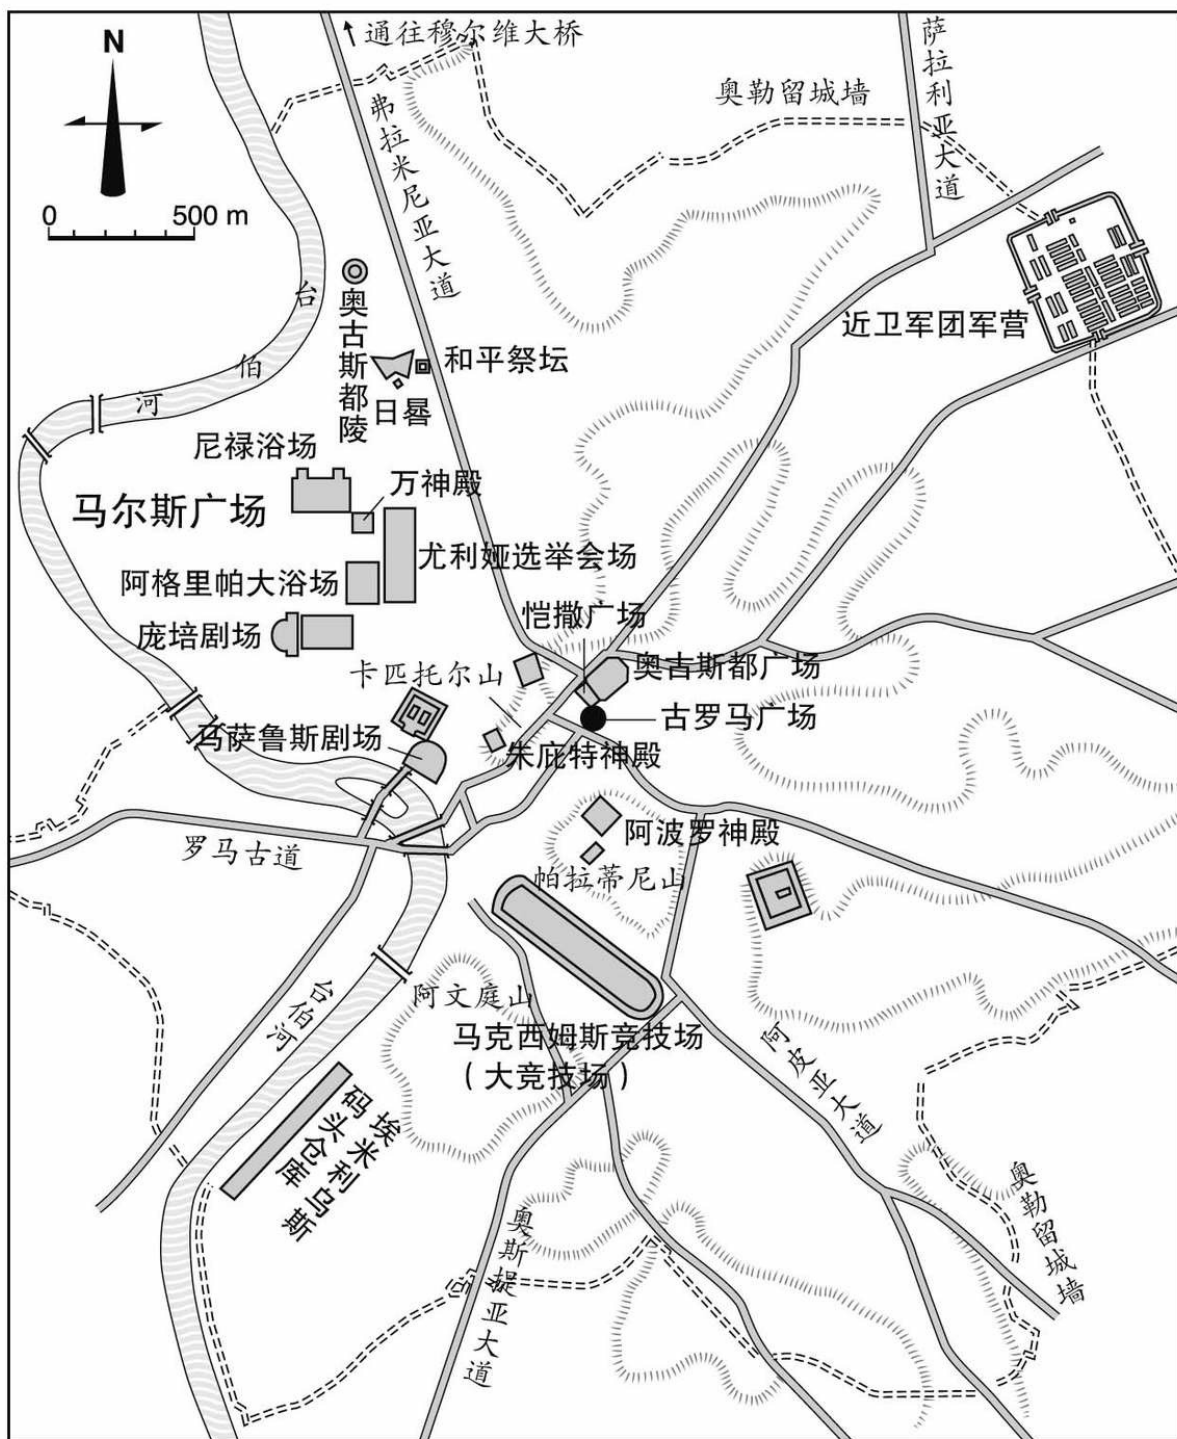 通往穆尔维大桥
萨拉利亚大道
N
奥勒留城墙
弗拉米尼亚大道
0 500 m
台伯河
奥古斯都陵
近卫军团军营
和平祭坛
日晷
尼禄浴场
万神殿
马尔斯广场
尤利娅选举会场
阿格里帕大浴场
恺撒广场
庞培剧场
卡匹托尔山
奥古斯都广场
古罗马广场
马萨鲁斯剧场
朱庇特神殿
阿波罗神殿
罗马古道
帕拉蒂尼山
台伯河
阿文庭山
马克西姆斯竞技场
（大竞技场）
阿皮亚大道
埃米利乌斯
码头仓库
奥勒留城墙
奥斯提亚大道